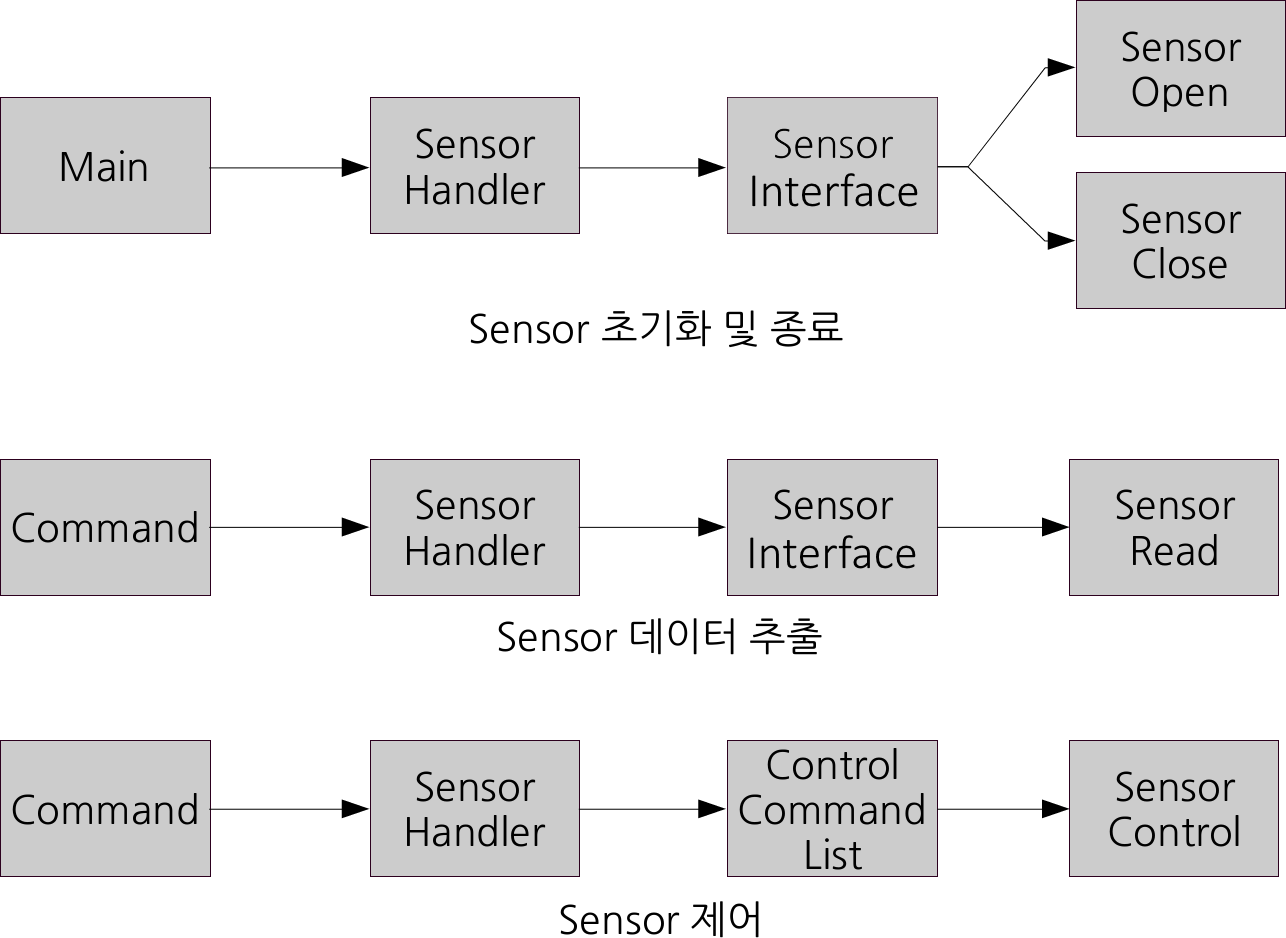 Main
Sensor
Handler
Sensor
Interface
Sensor
Open
Sensor
Close
Sensor 초기화 및 종료
Command
Sensor
Handler
Sensor
Interface
Sensor
Read
Sensor 데이터 추출
Command
Sensor
Handler
Control
Command
List
Sensor
Control
Sensor 제어